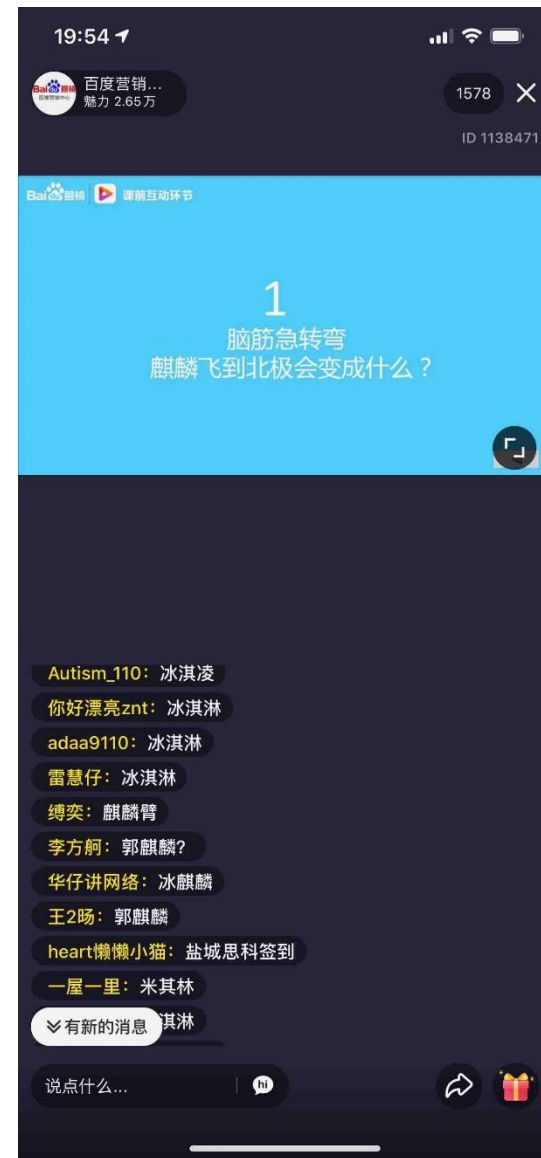 19:54
百度营销...
魅力 2.65万
1578
ID 1138471
Bai营销 课前互动环节
1
脑筋急转弯
麒麟飞到北极会变成什么？
Autism_110：冰淇凌
你好漂亮znt：冰淇淋
adaa9110：冰淇淋
雷慧仔：冰淇淋
缚奕：麒麟臂
李方舸：郭麒麟?
华仔讲网络：冰麒麟
王2旸：郭麒麟
heart懒懒小猫：盐城思科签到
一屋一里：米其林
有新的消息 淇淋
说点什么... hi